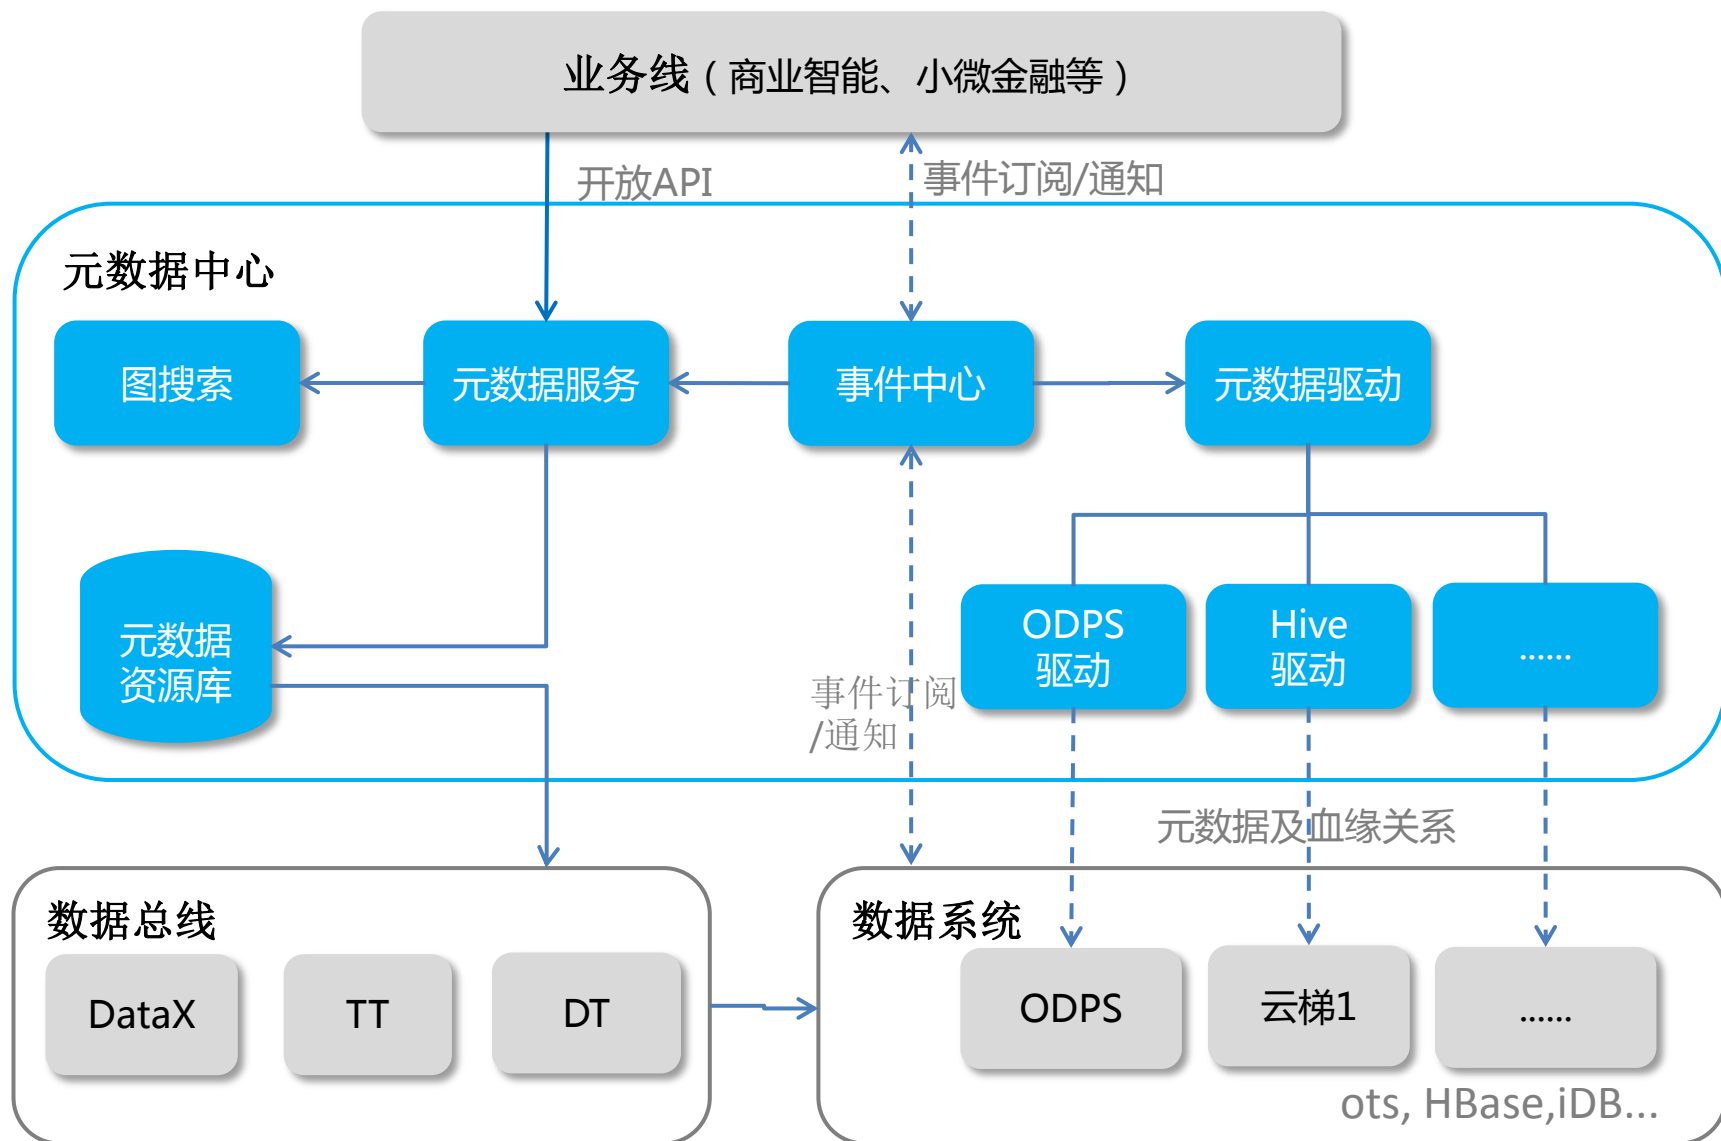 业务线（商业智能、小微金融等）
开放API
事件订阅/通知
元数据中心
图搜索
元数据服务
事件中心
元数据驱动
元数据
资源库
事件订阅
/通知
ODPS
驱动
Hive
驱动
......
元数据及血缘关系
数据总线
DataX
TT
DT
数据系统
ODPS
云梯1
......
ots, HBase,iDB...